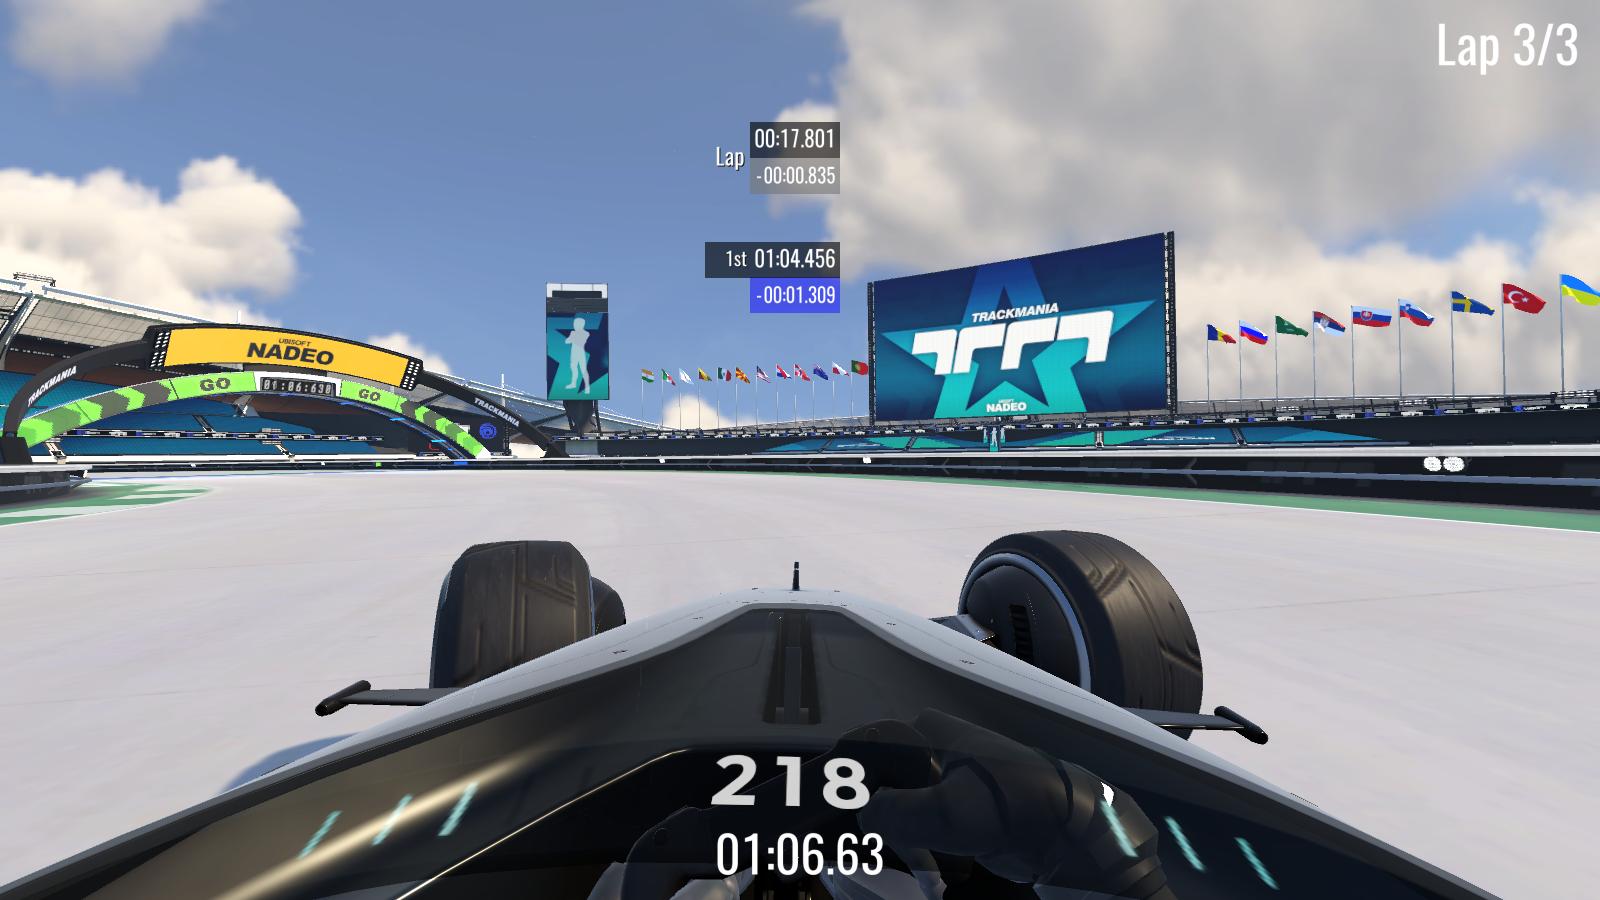 Lap 3/3
00:17.801
Lap
-00:00.835
1st 01:04.456
-00:01.309
TRACKMANIA
UBISOFT
NADEO
TRACKMANIA
GO
01:06:630
GO
TRACKMANIA
NADEO
218
01:06.63